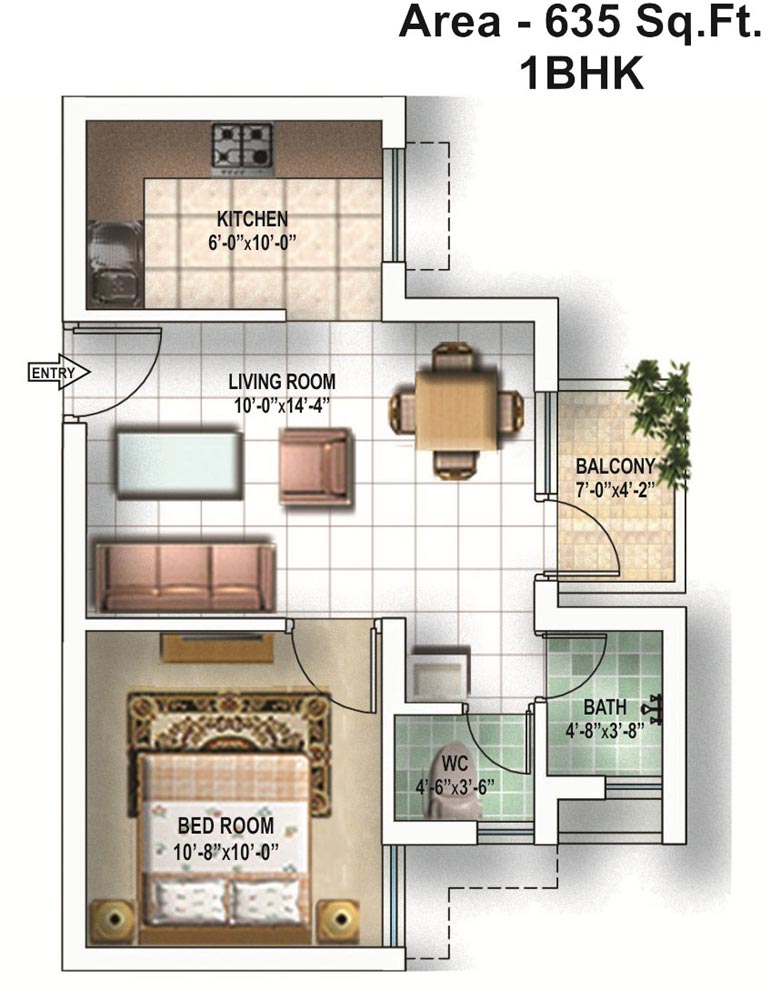 Area - 635 Sq.Ft.
1BHK
KITCHEN
6'-0”x10’-0”
ENTRY
LIVING ROOM
10’-0”x14’-4”
BALCONY
7’-0”x4’-2”
BATH
4’-8”x3’-8”
WC
4’-6”x3’-6”
BED ROOM
10’-8”x10’-0”